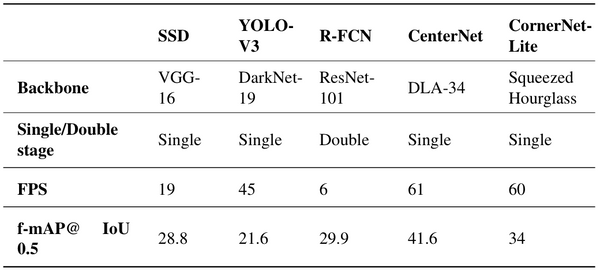 SSD YOLO-V3 R-FCN CenterNet CornerNet-Lite
Backbone VGG-16 DarkNet-19 ResNet-101 DLA-34 Squeezed Hourglass
Single/Double stage Single Single Double Single Single
FPS 19 45 6 61 60
f-mAP@ IoU 0.5 28.8 21.6 29.9 41.6 34